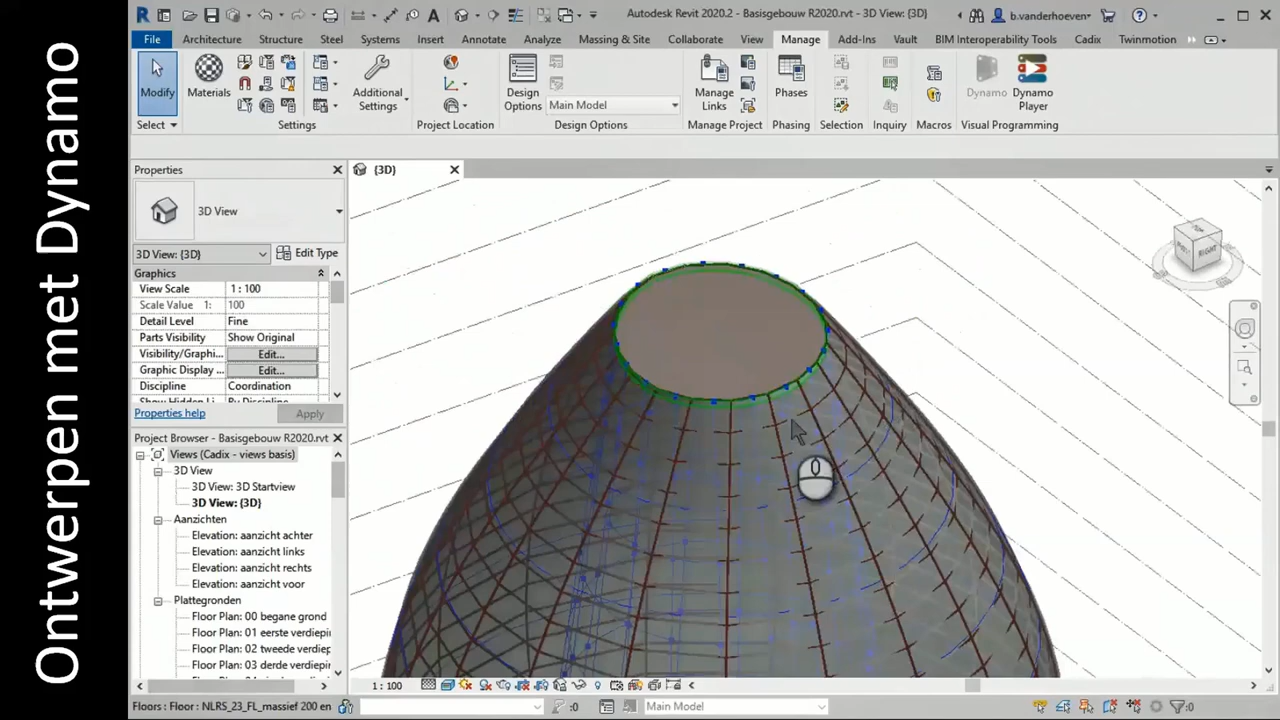 Ontwerpen met Dynamo
Autodesk Revit 2020.2 - Basisgebouw R2020.rvt - 3D View: {3D}
b.vanderhoeven
File Architecture Structure Steel Systems Insert Annotate Analyze Massing & Site Collaborate View Manage Add-Ins Vault BIM Interoperability Tools Cadix Twinmotion
Modify
Materials
Additional Settings
Design Options
Main Model
Manage Links
Phases
Dynamo
Dynamo Player
Select
Settings
Project Location
Design Options
Manage Project
Phasing
Selection
Inquiry
Macros
Visual Programming
Properties
{3D}
3D View
3D View: {3D}
Edit Type
Graphics
View Scale 1 : 100
Scale Value 1: 100
Detail Level Fine
Parts Visibility Show Original
Visibility/Graphi... Edit...
Graphic Display ... Edit...
Discipline Coordination
Properties help
Apply
Project Browser - Basisgebouw R2020.rvt
Views (Cadix - views basis)
3D View
3D View: 3D Startview
3D View: {3D}
Aanzichten
Elevation: aanzicht achter
Elevation: aanzicht links
Elevation: aanzicht rechts
Elevation: aanzicht voor
Plattegronden
Floor Plan: 00 begane grond
Floor Plan: 01 eerste verdiepir
Floor Plan: 02 tweede verdiep
Floor Plan: 03 derde verdiepir
RIGHT
1 : 100
Floors : Floor : NLRS_23_FL_massief 200 en
:0
Main Model
:0